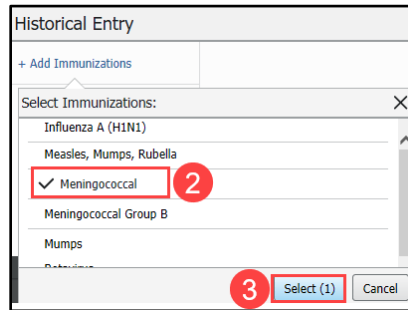 Historical Entry
+ Add Immunizations
Select Immunizations:
Influenza A (H1N1)
Measles, Mumps, Rubella
✓ Meningococcal 2
Meningococcal Group B
Mumps
3 Select (1) Cancel